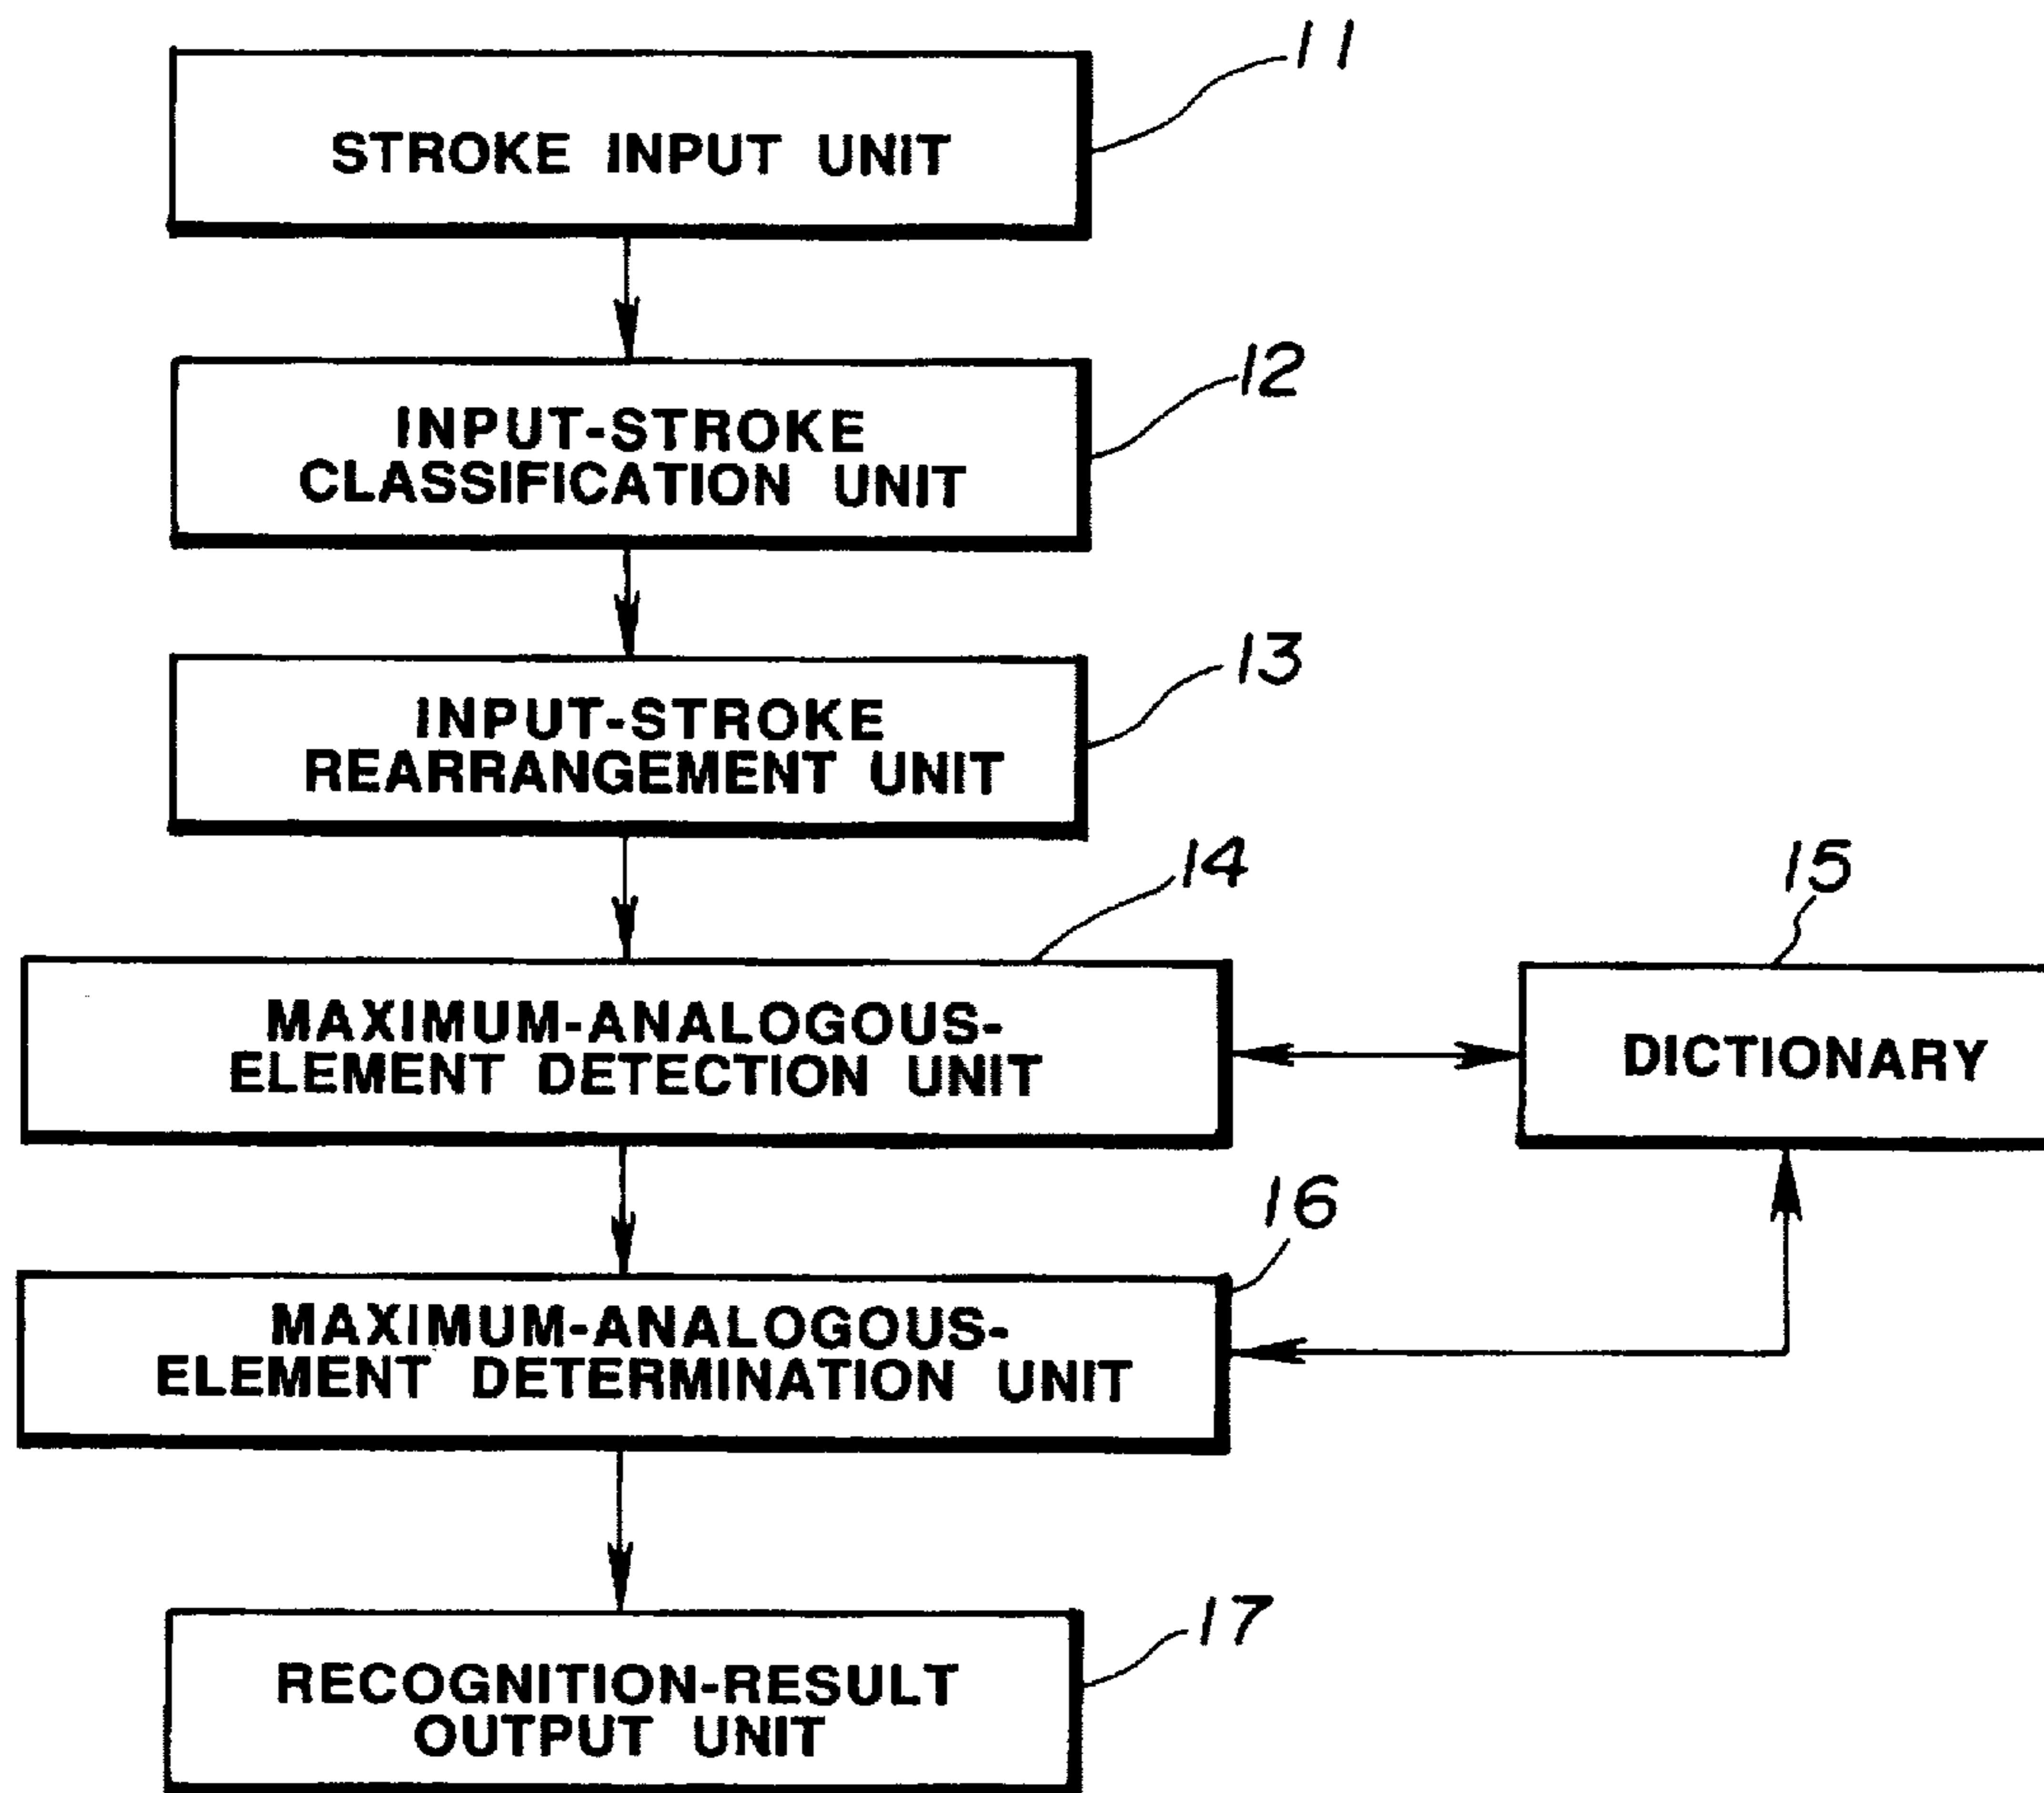 11
STROKE INPUT UNIT
12
INPUT-STROKE
CLASSIFICATION UNIT
13
INPUT-STROKE
REARRANGEMENT UNIT
14
MAXIMUM-ANALOGOUS-
ELEMENT DETECTION UNIT
15
DICTIONARY
16
MAXIMUM-ANALOGOUS-
ELEMENT DETERMINATION UNIT
17
RECOGNITION-RESULT
OUTPUT UNIT